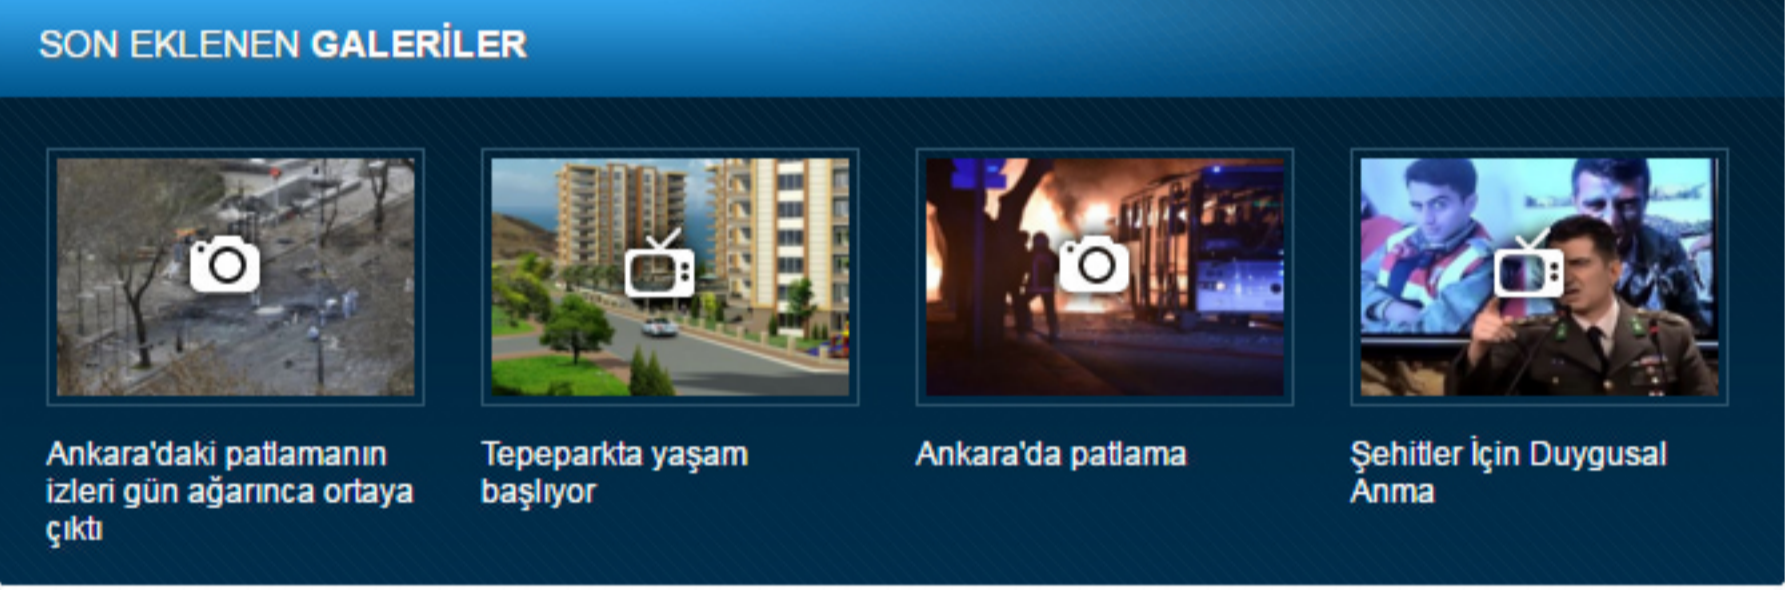 SON EKLENEN GALERİLER
Ankara'daki patlamanın
izleri gün ağarınca ortaya
çıktı
Tepeparkta yaşam
başlıyor
Ankara'da patlama
Şehitler İçin Duygusal
Anma